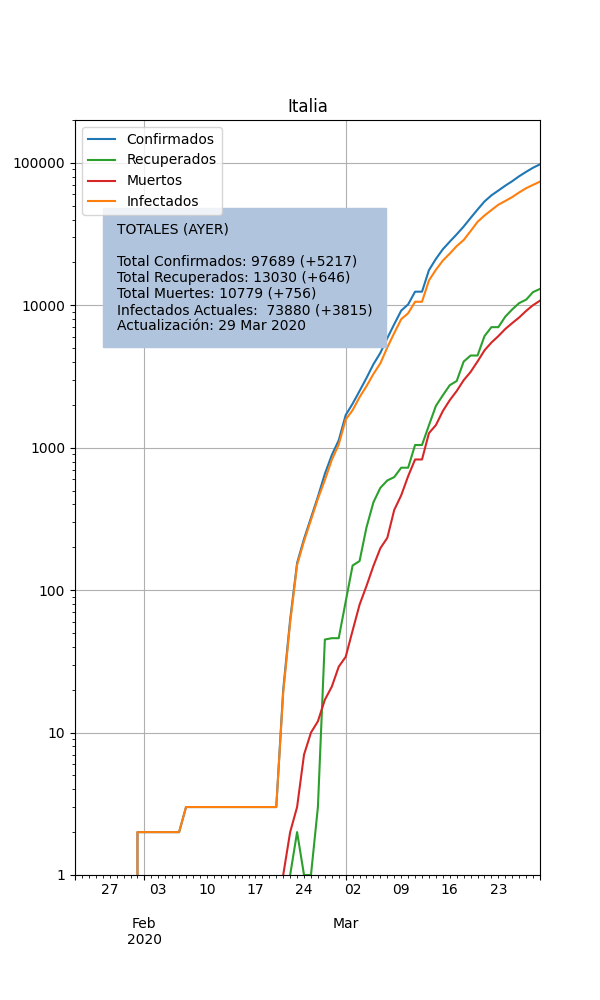 Italia
Confirmados
Recuperados
Muertos
Infectados
TOTALES (AYER)
Total Confirmados: 97689 (+5217)
Total Recuperados: 13030 (+646)
Total Muertes: 10779 (+756)
Infectados Actuales:  73880 (+3815)
Actualización: 29 Mar 2020
100000
10000
1000
100
10
1
27 03 10 17 24 02 09 16 23
Feb Mar
2020